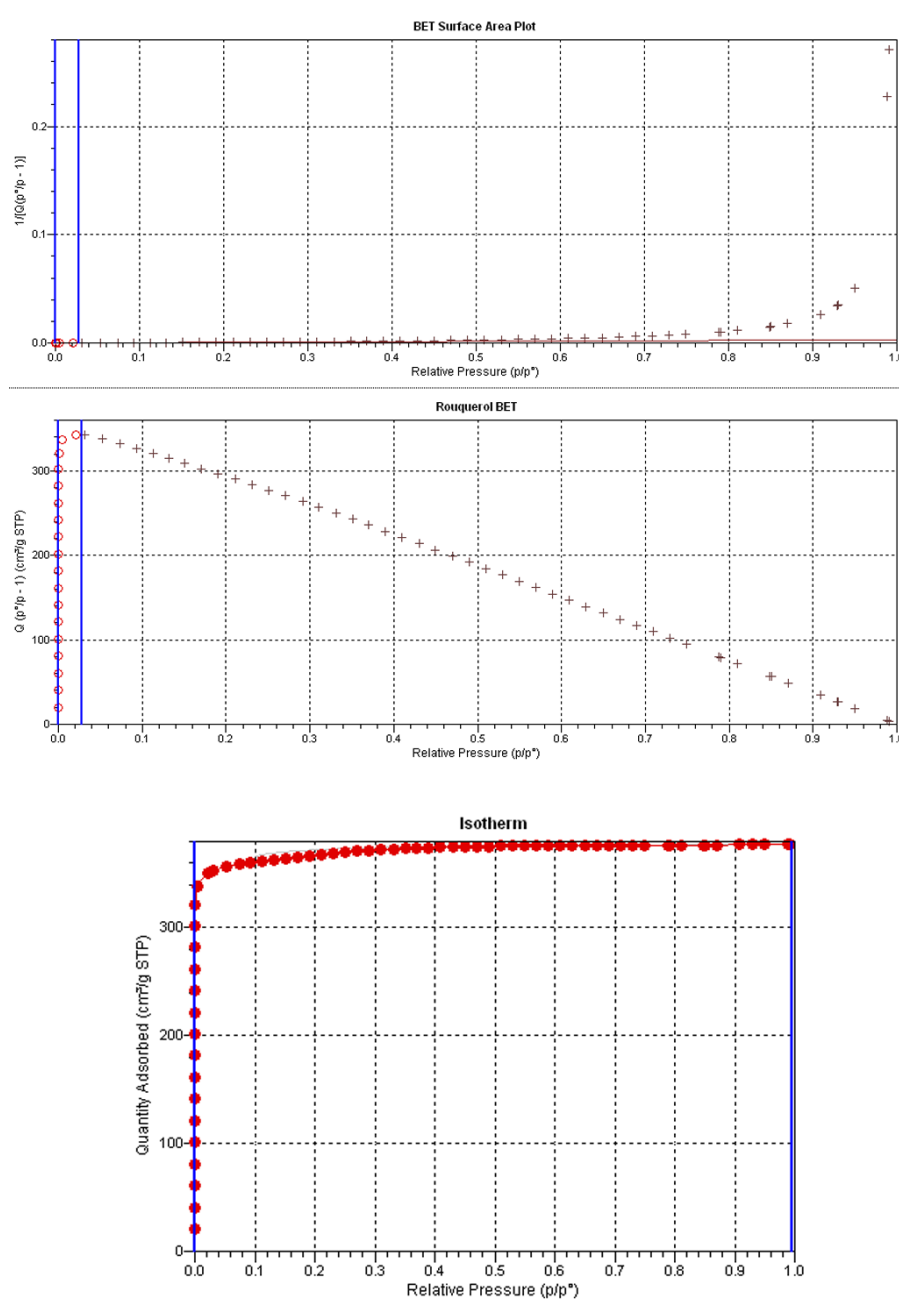 BET Surface Area Plot
1/[Q(p°/p - 1)]
0.2
0.1
0.0
0.0 0.1 0.2 0.3 0.4 0.5 0.6 0.7 0.8 0.9 1.0
Relative Pressure (p/p°)
Rouquerol BET
Q (p°/p - 1) (cm³/g STP)
300
200
100
0
0.0 0.1 0.2 0.3 0.4 0.5 0.6 0.7 0.8 0.9 1.0
Relative Pressure (p/p°)
Isotherm
Quantity Adsorbed (cm³/g STP)
300
200
100
0
0.0 0.1 0.2 0.3 0.4 0.5 0.6 0.7 0.8 0.9 1.0
Relative Pressure (p/p°)